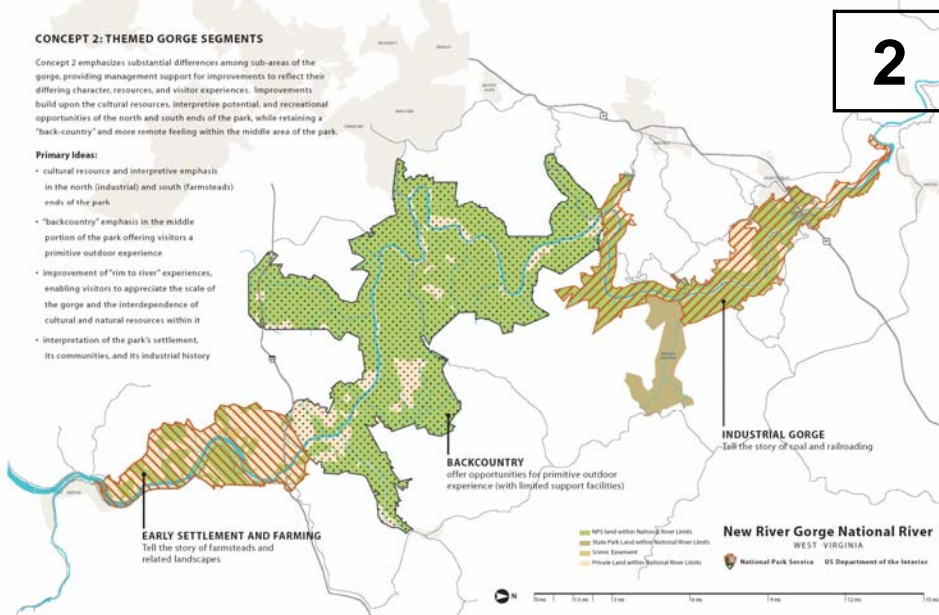 2
CONCEPT 2: THEMED GORGE SEGMENTS
Concept 2 emphasizes substantial differences among sub-areas of the
gorge, providing management support for improvements to reflect their
differing character, resources, and visitor experiences. Improvements
build upon the cultural resources, interpretive potential, and recreational
opportunities of the north and south ends of the park, while retaining a
"back-country" and more remote feeling within the middle area of the park.
Primary Ideas:
• cultural resource and interpretive emphasis
in the north (industrial) and south (farmsteads)
ends of the park
• "backcountry" emphasis in the middle
portion of the park offering visitors a
primitive outdoor experience
• improvement of "rim to river" experiences,
enabling visitors to appreciate the scale of
the gorge and the interdependence of
cultural and natural resources within it
• interpretation of the park's settlement,
its communities, and its industrial history
INDUSTRIAL GORGE
Tell the story of coal and railroading
BACKCOUNTRY
offer opportunities for primitive outdoor
experience (with limited support facilities)
EARLY SETTLEMENT AND FARMING
Tell the story of farmsteads and
related landscapes
NPS land within National River Limits
State Park Land within National River Limits
Scenic Easement
Private Land within National River Limits
New River Gorge National River
WEST VIRGINIA
National Park Service US Department of the Interior
N